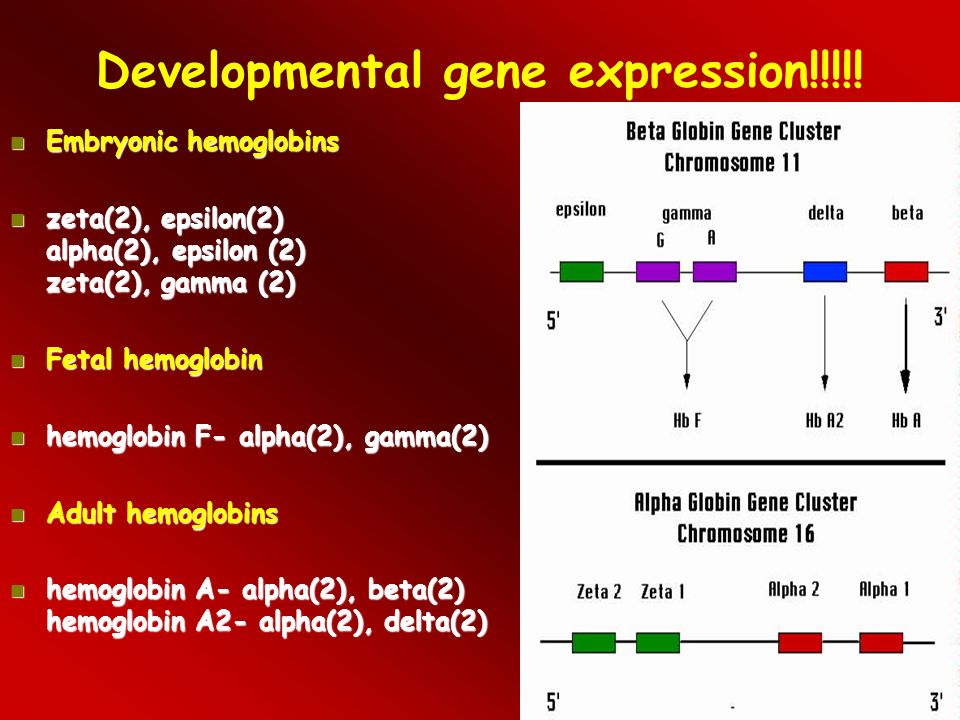 Developmental gene expression!!!!!
Embryonic hemoglobins
zeta(2), epsilon(2)
alpha(2), epsilon (2)
zeta(2), gamma (2)
Fetal hemoglobin
hemoglobin F- alpha(2), gamma(2)
Adult hemoglobins
hemoglobin A- alpha(2), beta(2)
hemoglobin A2- alpha(2), delta(2)
Beta Globin Gene Cluster
Chromosome 11
epsilon gamma delta beta
G A
5' 3'
Hb F Hb A2 Hb A
Alpha Globin Gene Cluster
Chromosome 16
Zeta 2 Zeta 1 Alpha 2 Alpha 1
5' - 3'